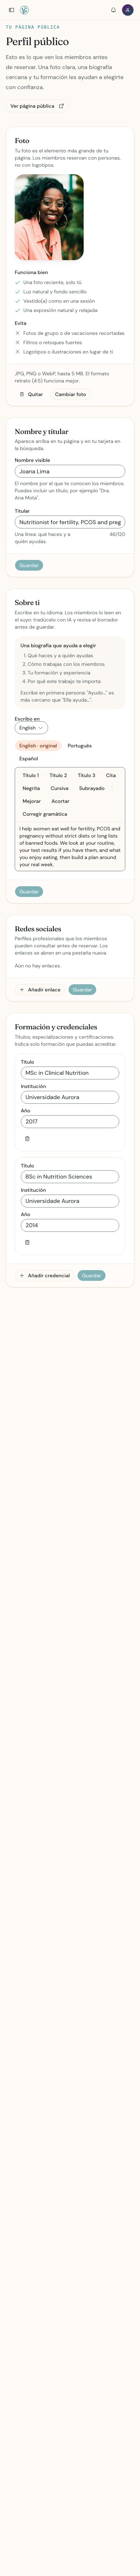 JL
TU PÁGINA PÚBLICA
Perfil público
Esto es lo que ven los miembros antes
de reservar. Una foto clara, una biografía
cercana y tu formación les ayudan a elegirte
con confianza.
Ver página pública
Foto
Tu foto es el elemento más grande de tu
página. Los miembros reservan con personas,
no con logotipos.
Funciona bien
Una foto reciente, solo tú
Luz natural y fondo sencillo
Vestido(a) como en una sesión
Una expresión natural y relajada
Evita
Fotos de grupo o de vacaciones recortadas
Filtros o retoques fuertes
Logotipos o ilustraciones en lugar de ti
JPG, PNG o WebP, hasta 5 MB. El formato
retrato (4:5) funciona mejor.
Quitar
Cambiar foto
Nombre y titular
Aparece arriba en tu página y en tu tarjeta en
la búsqueda.
Nombre visible
Joana Lima
El nombre por el que te conocen los miembros.
Puedes incluir un título, por ejemplo "Dra.
Ana Motta".
Titular
Nutritionist for fertility, PCOS and preg
Una línea: qué haces y a
quién ayudas.
46/120
Guardar
Sobre ti
Escribe en tu idioma. Los miembros lo leen en
el suyo; tradúcelo con IA y revisa el borrador
antes de guardar.
Una biografía que ayuda a elegir
1. Qué haces y a quién ayudas
2. Cómo trabajas con los miembros
3. Tu formación y experiencia
4. Por qué este trabajo te importa
Escribe en primera persona: "Ayudo..." es
más cercano que "Ella ayuda...".
Escribo en
English
English · original
Português
Español
Título 1
Título 2
Título 3
Cita
Negrita
Cursiva
Subrayado
Mejorar
Acortar
Corregir gramática
I help women eat well for fertility, PCOS and
pregnancy without strict diets or long lists
of banned foods. We start by looking at
your test results if you have them, and at
what you enjoy eating, then build a plan around
your real week.
Guardar
Redes sociales
Perfiles profesionales que los miembros
pueden consultar antes de reservar. Los
enlaces se abren en una pestaña nueva.
Aún no hay enlaces.
Añadir enlace
Guardar
Formación y credenciales
Títulos, especializaciones y certificaciones.
Indica solo formación que puedas acreditar.
Título
MSc in Clinical Nutrition
Institución
Universidade Aurora
Año
2017
Título
BSc in Nutrition Sciences
Institución
Universidade Aurora
Año
2014
Añadir credencial
Guardar